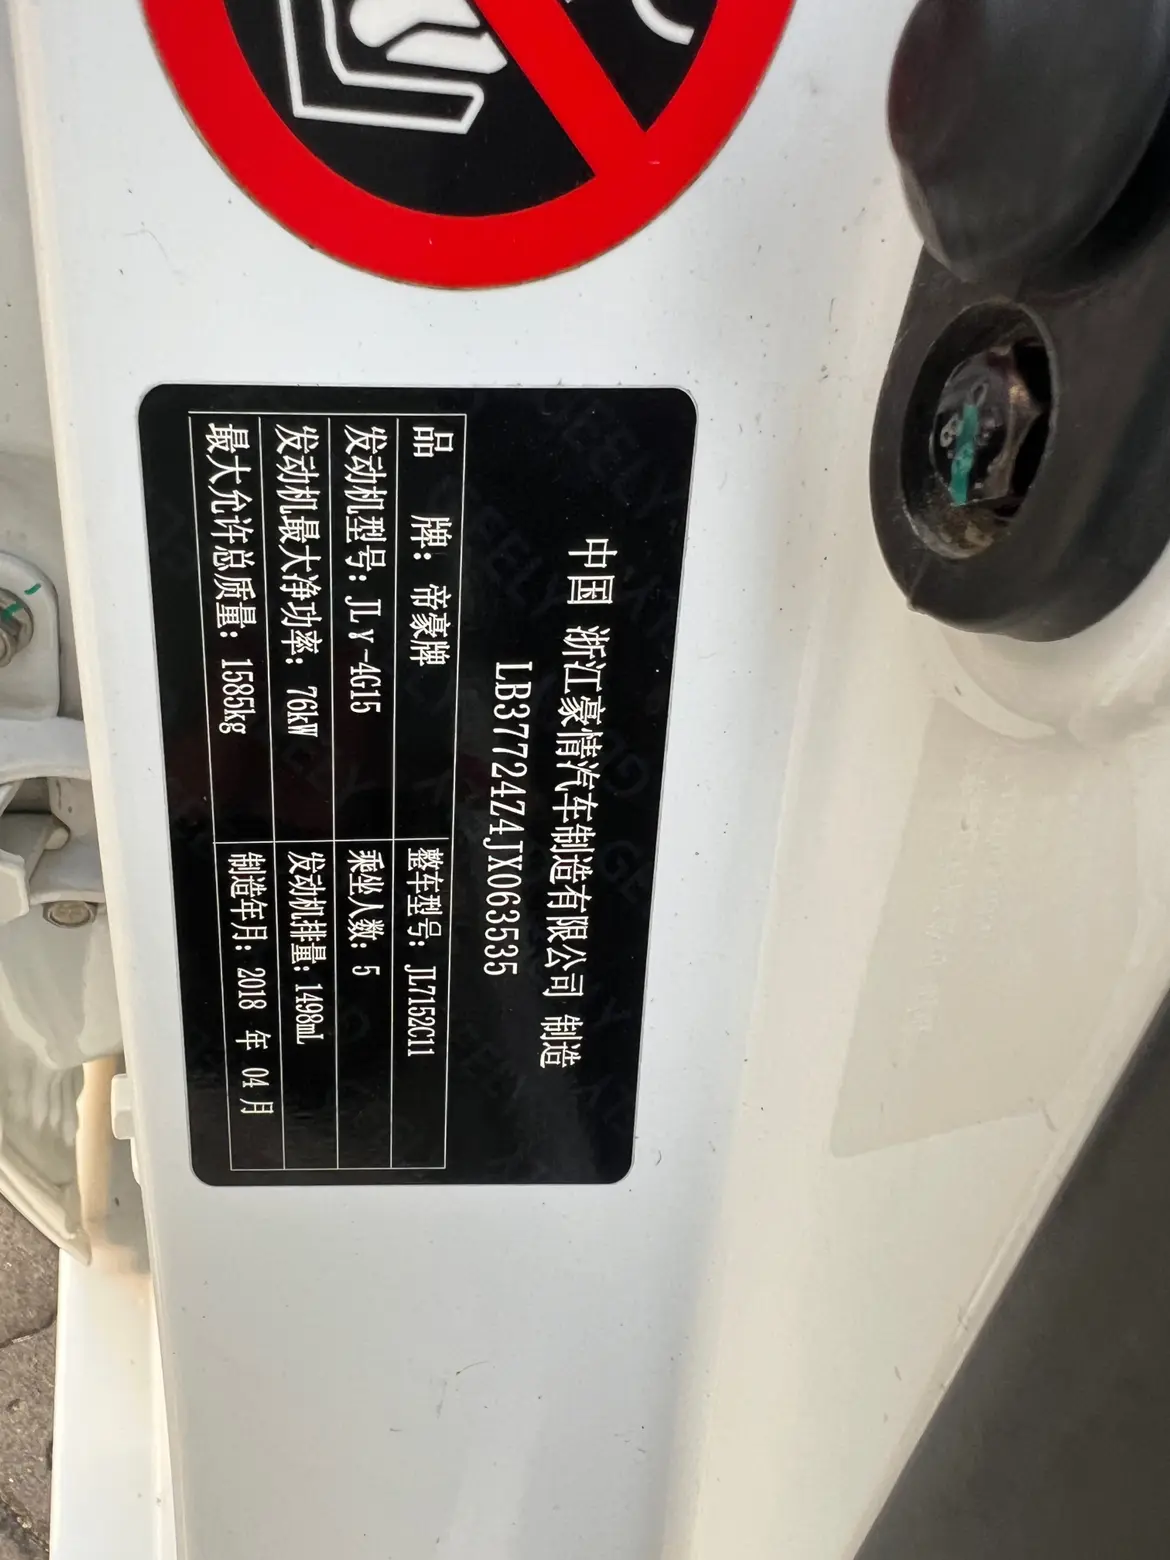 中国 浙江豪情汽车制造有限公司 制造
LB37724Z4JX063535
品 牌: 帝豪牌 整车型号: JL7152C11
发动机型号: JLγ-4G15 乘坐人数: 5
发动机最大净功率: 76kW 发动机排量: 1498mL
最大允许总质量: 1585kg 制造年月: 2018 年 04 月